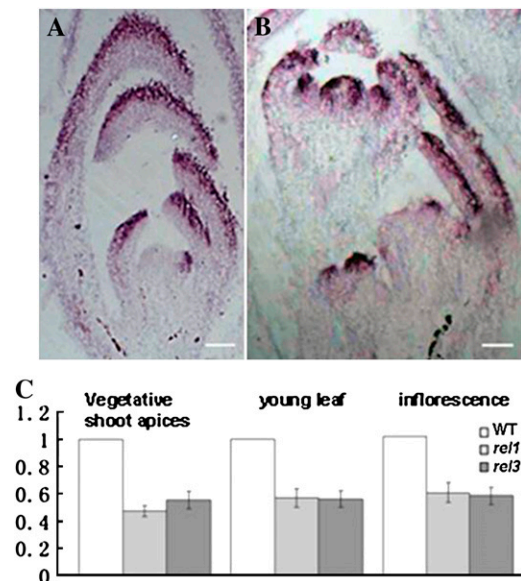 A
B
C
Vegetative shoot apices
young leaf
inflorescence
1.2
1
0.8
0.6
0.4
0.2
0
WT
rel1
rel3